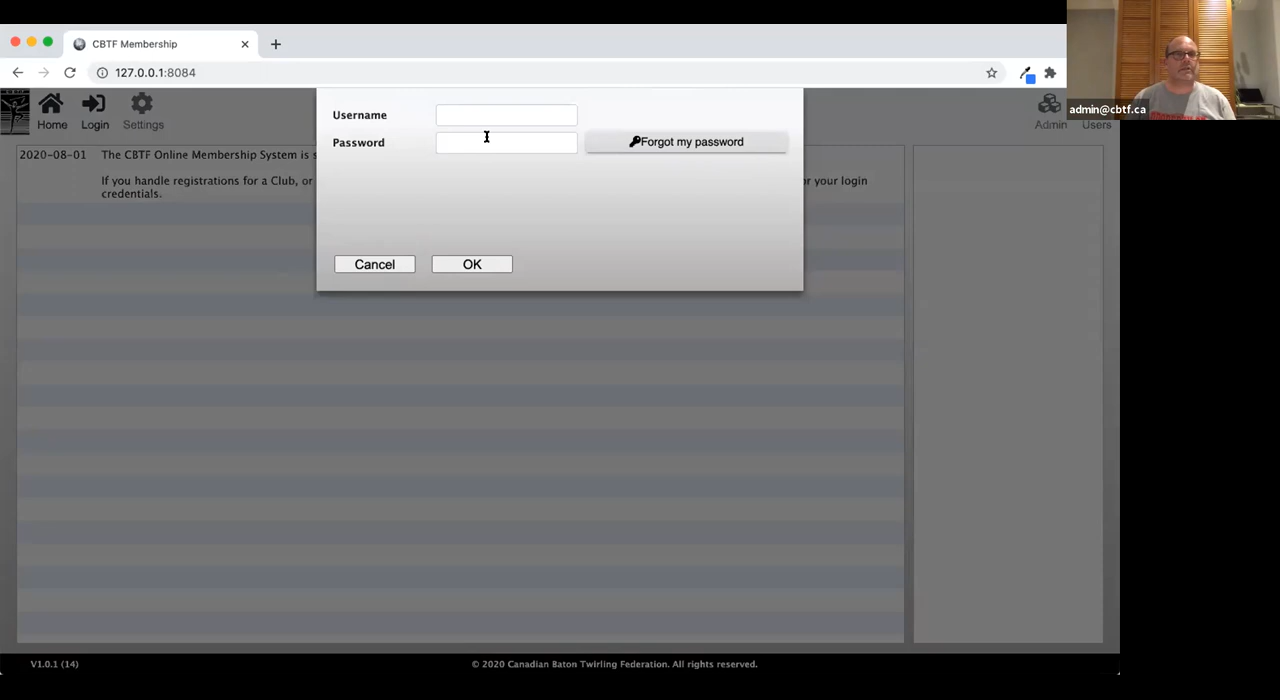 CBTF Membership
127.0.0.1:8084
admin@cbtf.ca
Home
Login
Settings
Admin
Users
Username
Password
Forgot my password
Cancel
OK
2020-08-01 The CBTF Online Membership System is
If you handle registrations for a Club, or
for your login
credentials.
V1.0.1 (14)
© 2020 Canadian Baton Twirling Federation. All rights reserved.